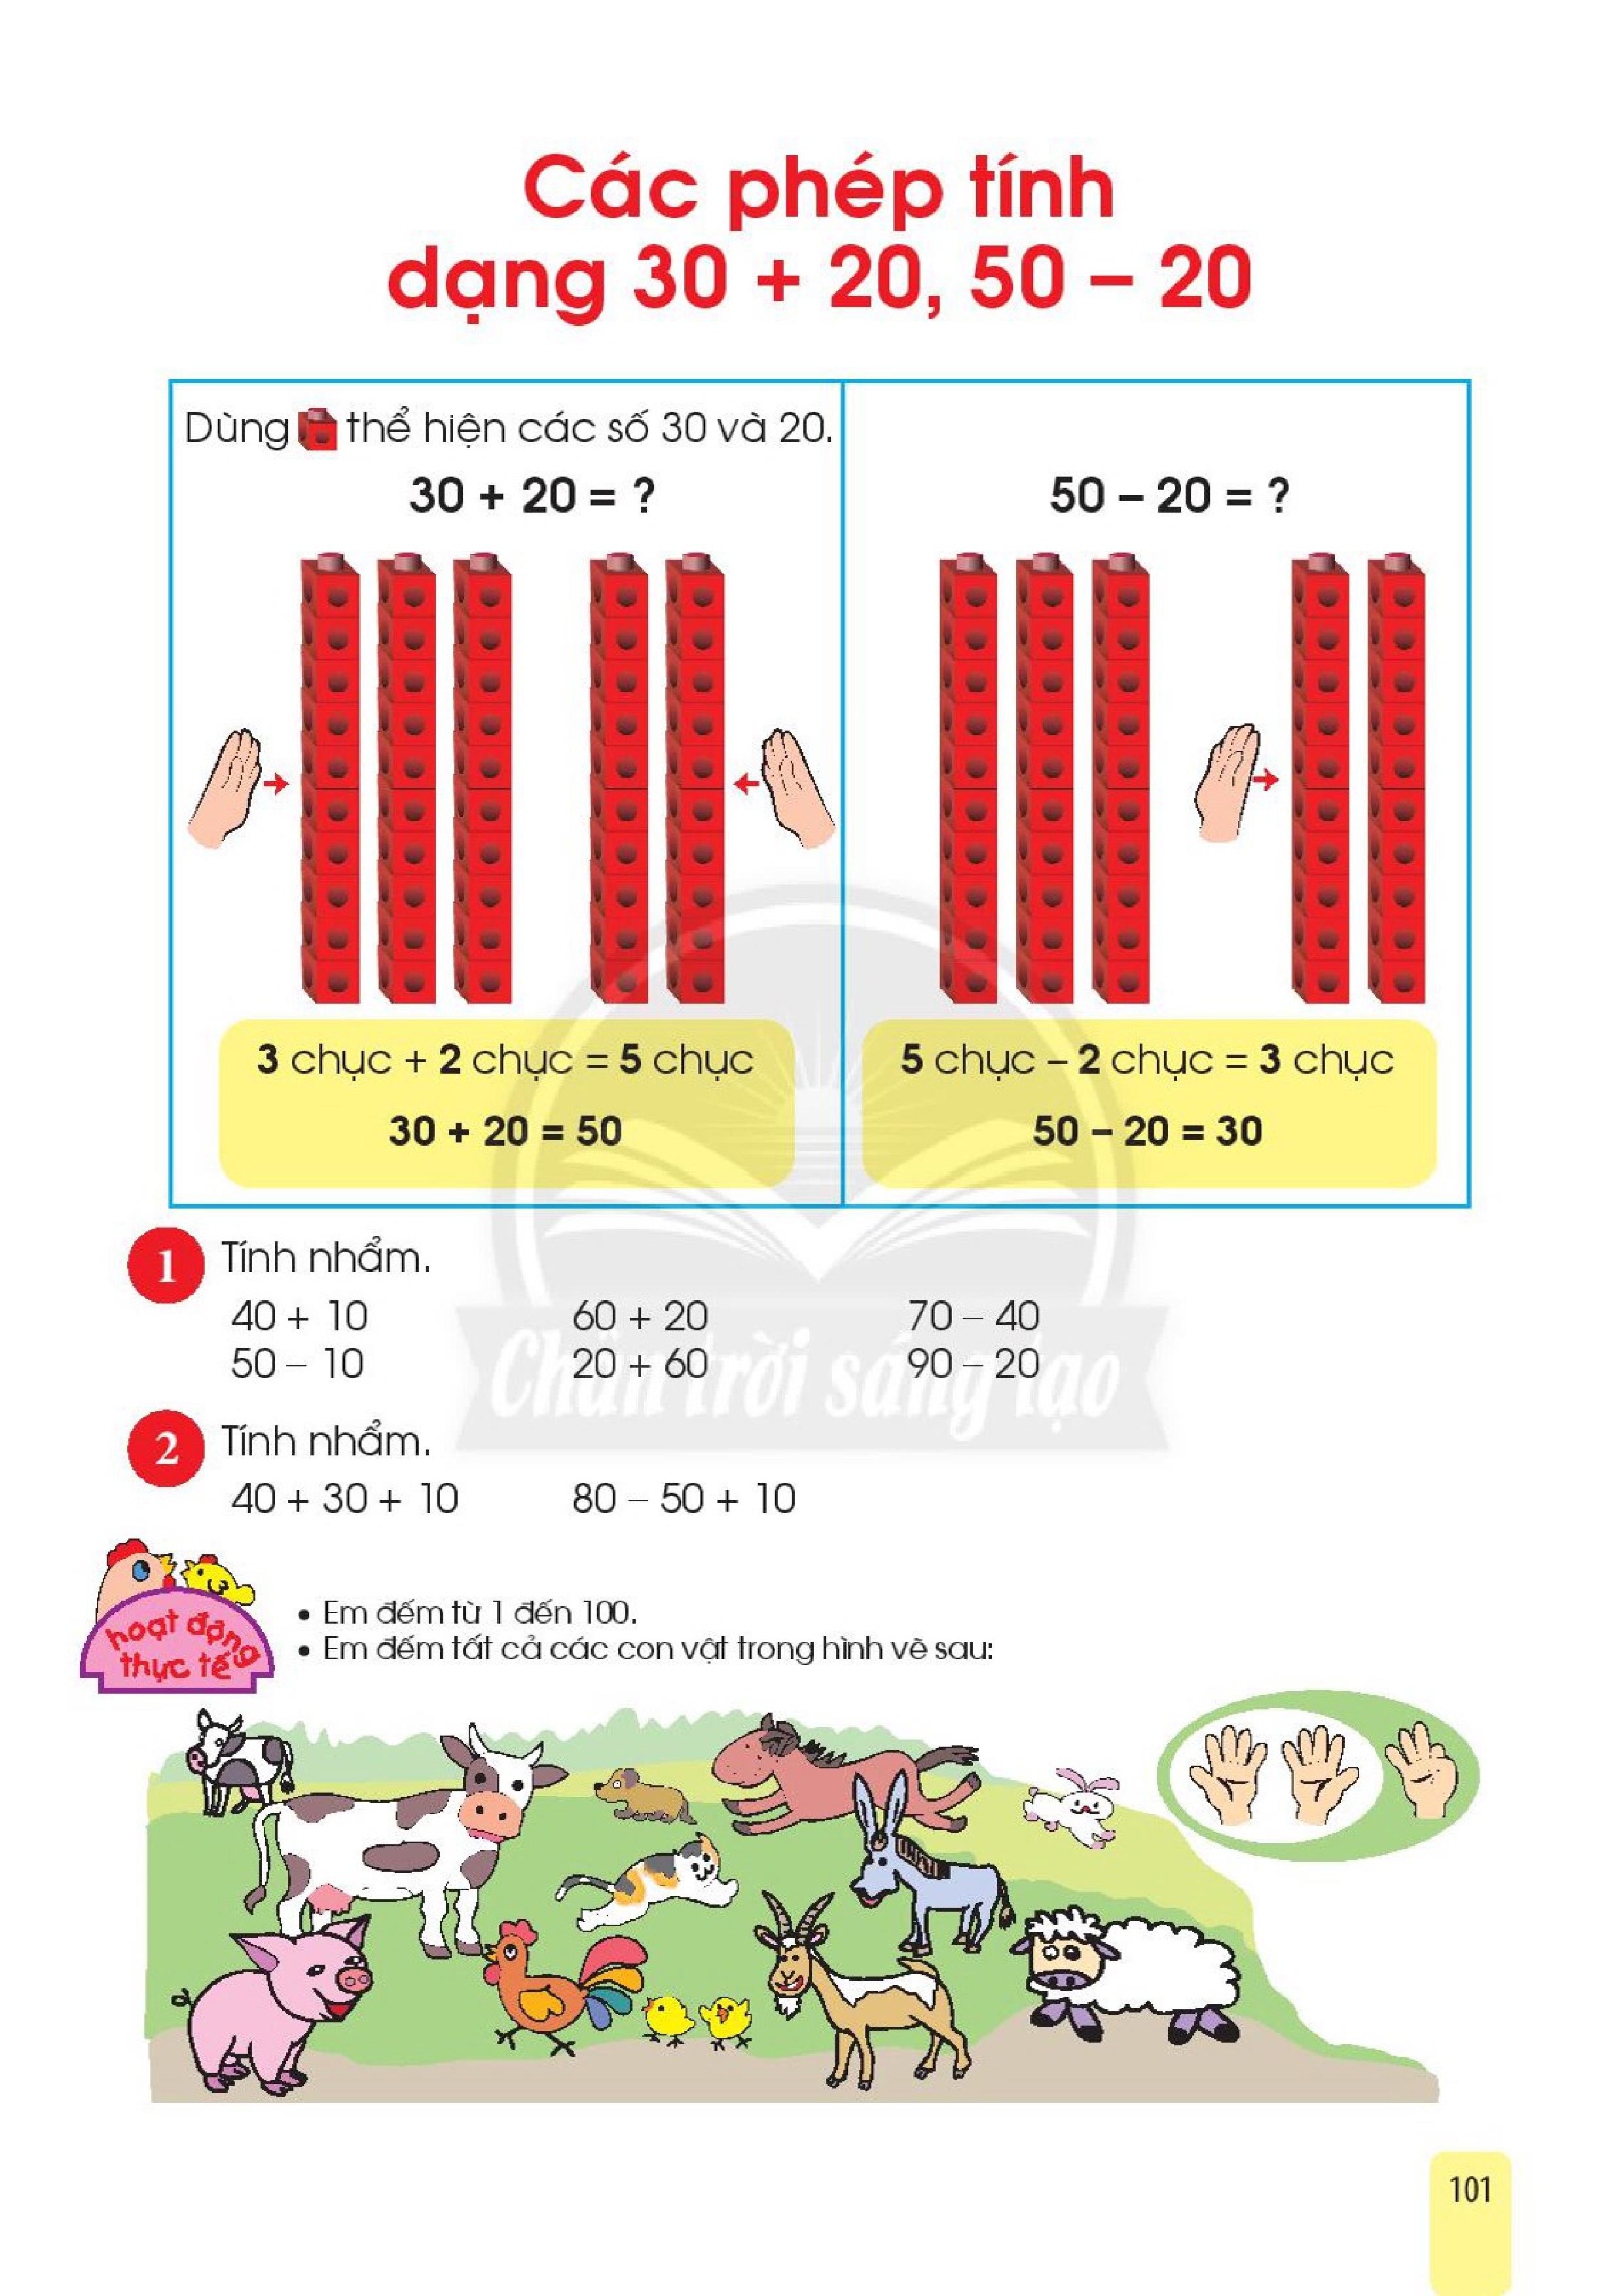 Các phép tính
dạng 30 + 20, 50 – 20
Dùng thể hiện các số 30 và 20.
30 + 20 = ?
3 chục + 2 chục = 5 chục
30 + 20 = 50
50 – 20 = ?
5 chục – 2 chục = 3 chục
50 – 20 = 30
1 Tính nhẩm.
40 + 10 60 + 20 70 – 40
50 – 10 20 + 60 90 – 20
Chân trời sáng tạo
2 Tính nhẩm.
40 + 30 + 10 80 – 50 + 10
hoạt động
thực tế
• Em đếm từ 1 đến 100.
• Em đếm tất cả các con vật trong hình vẽ sau:
101